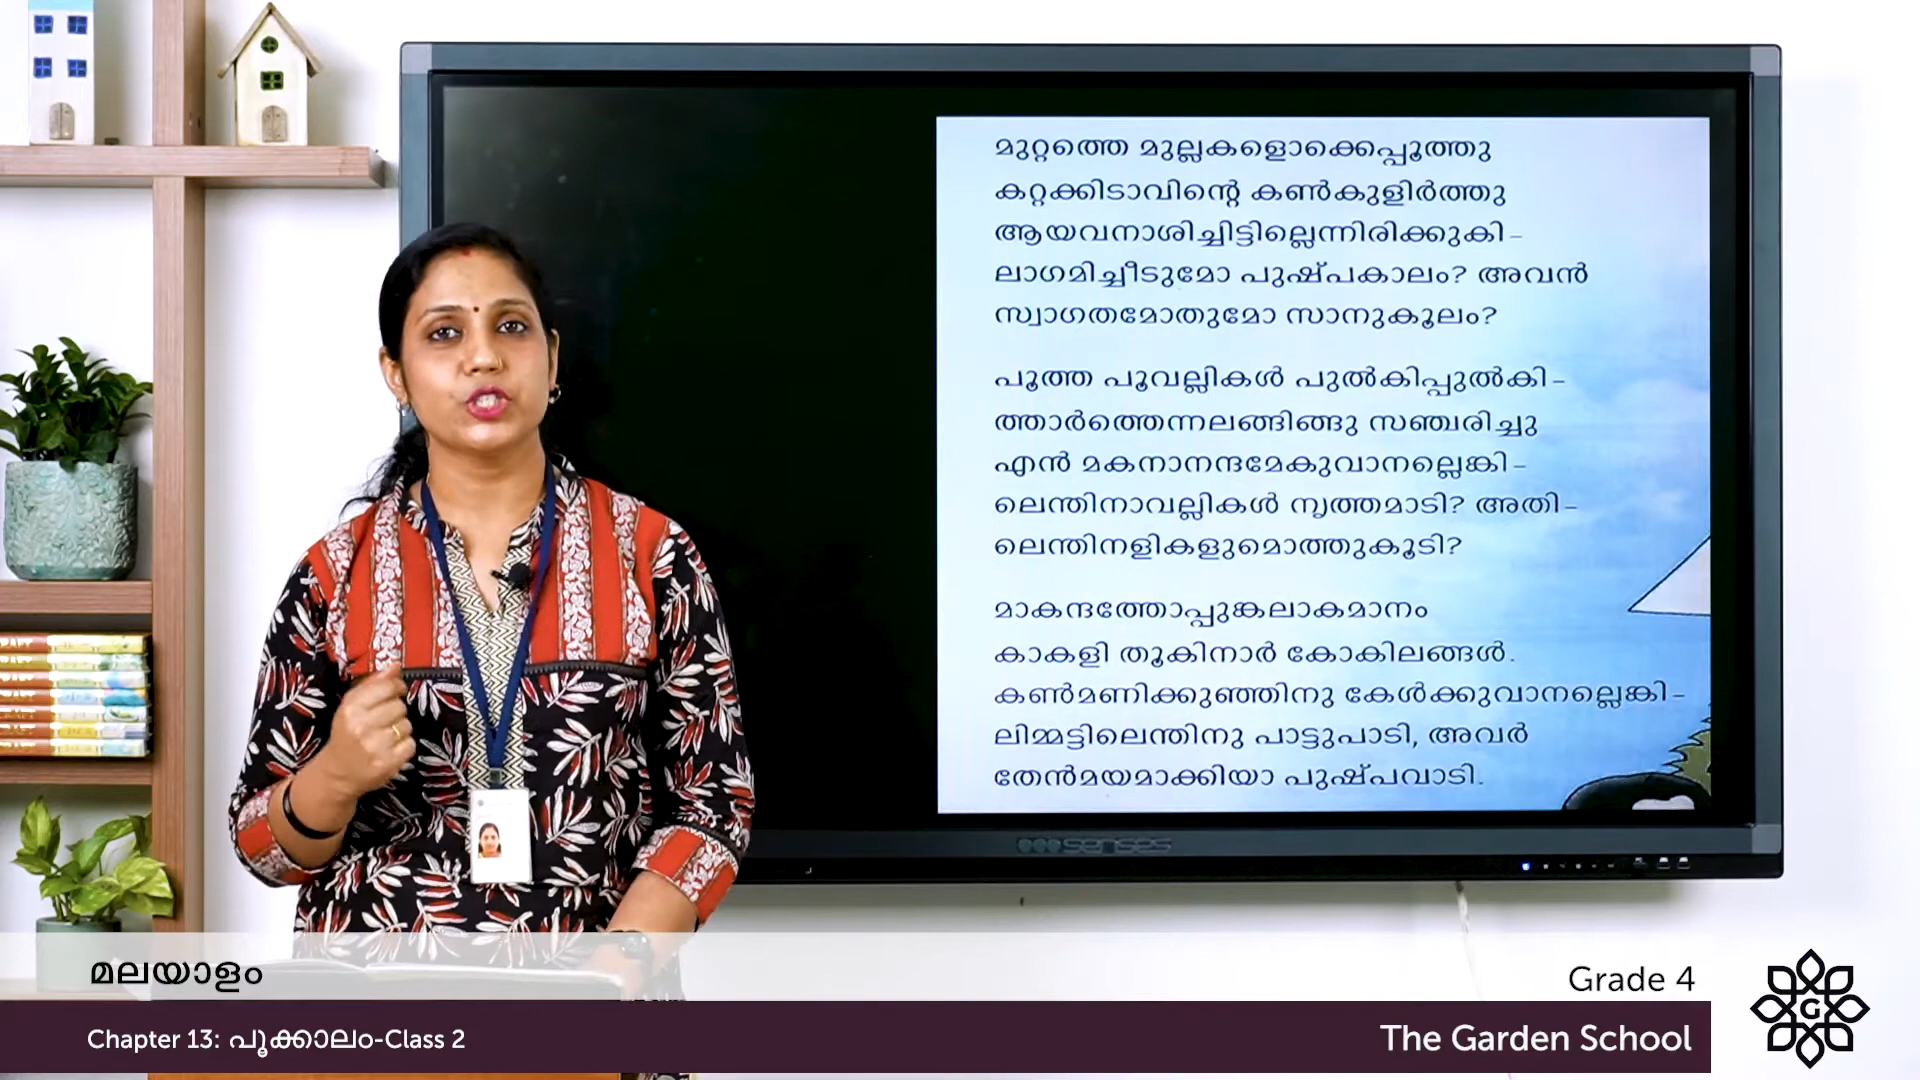 മുറ്റത്തെ മുല്ലകളൊക്കെപ്പൂത്തു
കറ്റക്കിടാവിന്റെ കൺകുളിർത്തു
ആയവനാശിച്ചിട്ടില്ലെന്നിരിക്കുകി–
ലാഗമിച്ചീടുമോ പുഷ്പകാലം? അവൻ
സ്വാഗതമോതുമോ സാനുകൂലം?
പൂത്ത പൂവല്ലികൾ പുൽകിപ്പുൽകി–
ത്താർത്തെന്നലങ്ങിങ്ങു സഞ്ചരിച്ചു
എൻ മകനാനന്ദമേകുവാനല്ലെങ്കി–
ലെന്തിനാവല്ലികൾ നൃത്തമാടി? അതി–
ലെന്തിനളികളുമൊത്തുകൂടി?
മാകന്ദത്തോപ്പുങ്കലാകമാനം
കാകളി തൂകിനാർ കോകിലങ്ങൾ.
കൺമണിക്കുഞ്ഞിനു കേൾക്കുവാനല്ലെങ്കി–
ലിമ്മട്ടിലെന്തിനു പാട്ടുപാടി, അവർ
തേൻമയമാക്കിയാ പുഷ്പവാടി.
senses
മലയാളം
Grade 4
Chapter 13: പൂക്കാലം-Class 2
The Garden School
G